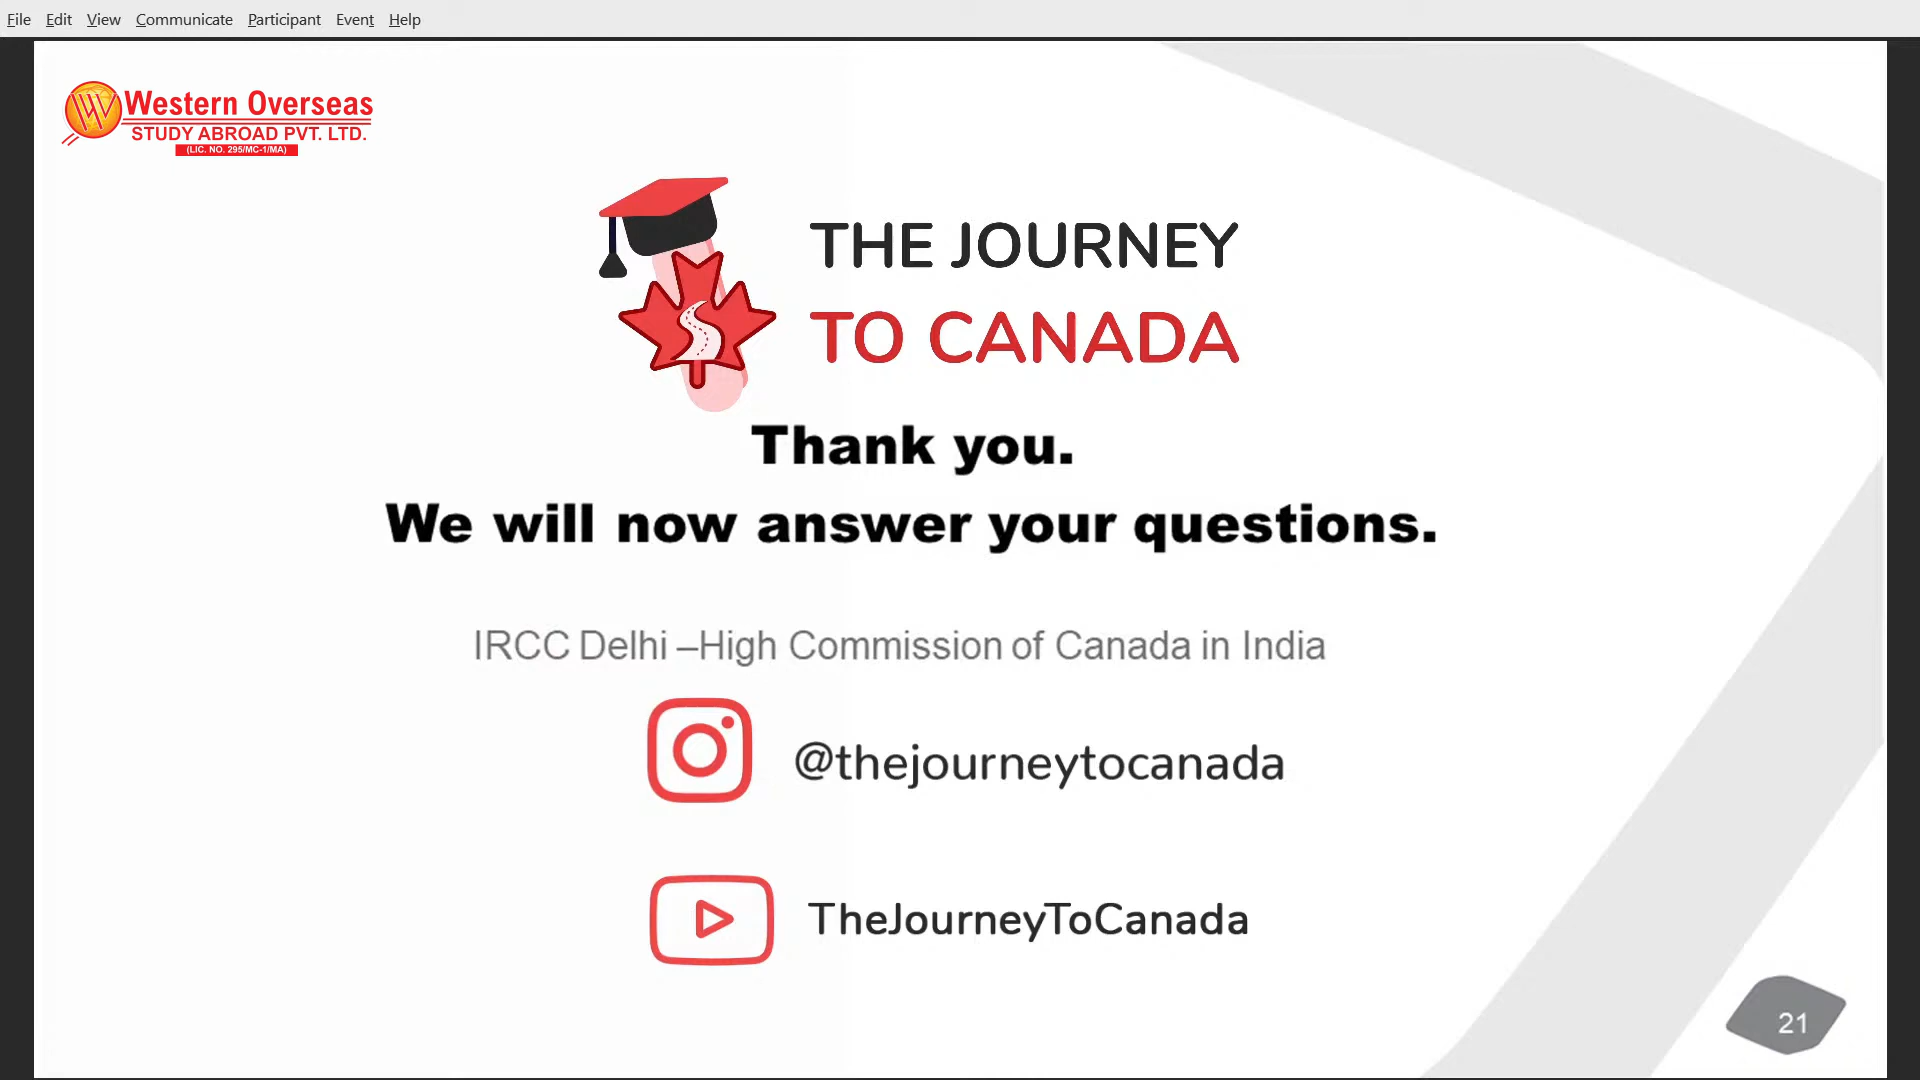 File Edit View Communicate Participant Event Help
Western Overseas
STUDY ABROAD PVT. LTD.
(LIC. NO. 295/MC-1/MA)
THE JOURNEY
TO CANADA
Thank you.
We will now answer your questions.
IRCC Delhi –High Commission of Canada in India
@thejourneytocanada
TheJourneyToCanada
21